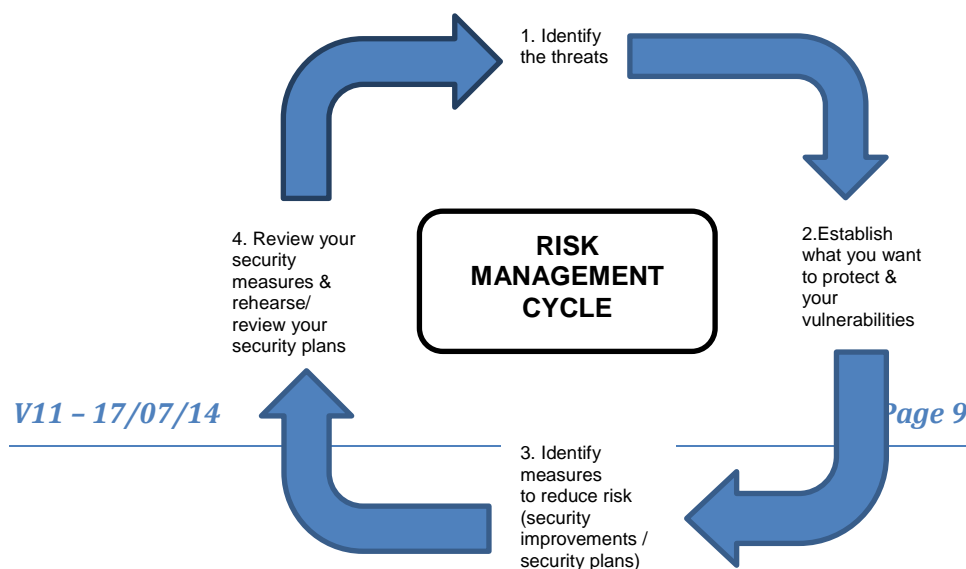 1. Identify
the threats
2.Establish
what you want
to protect &
your
vulnerabilities
RISK
MANAGEMENT
CYCLE
4. Review your
security
measures &
rehearse/
review your
security plans
V11 – 17/07/14
Page 9
3. Identify
measures
to reduce risk
(security
improvements /
security plans)